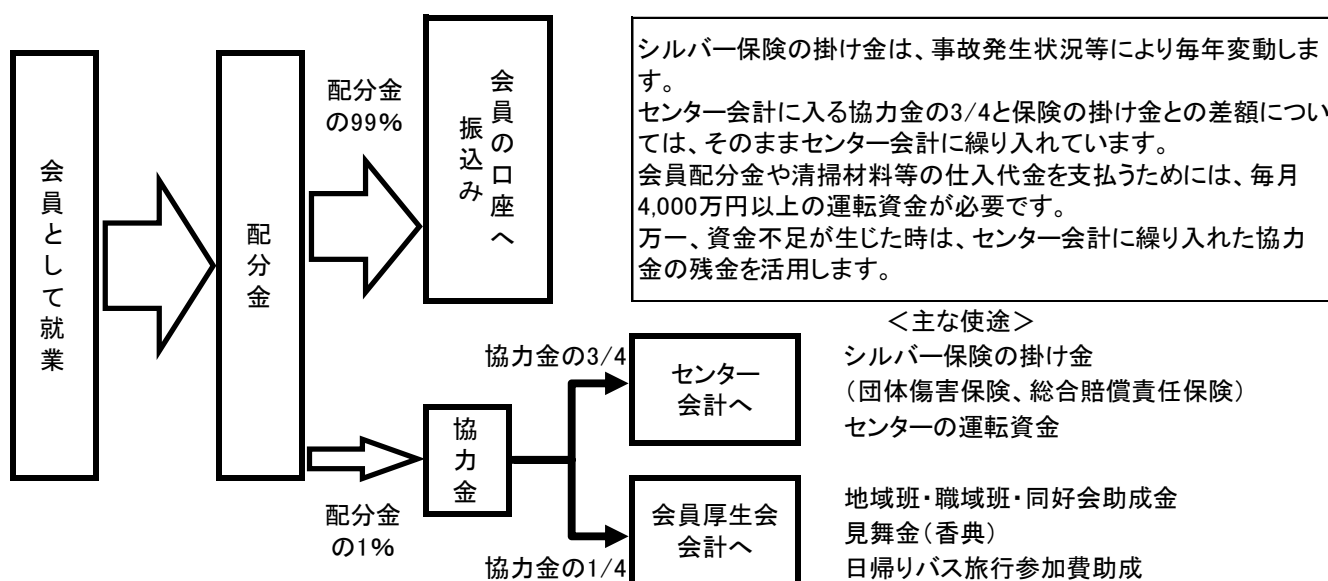 会員として就業
配分金
配分金
の99%
会員の口座へ
振込み
シルバー保険の掛け金は、事故発生状況等により毎年変動しま
す。
センター会計に入る協力金の3/4と保険の掛け金との差額につい
ては、そのままセンター会計に繰り入れています。
会員配分金や清掃材料等の仕入代金を支払うためには、毎月
4,000万円以上の運転資金が必要です。
万一、資金不足が生じた時は、センター会計に繰り入れた協力
金の残金を活用します。
配分金
の1%
協力金
協力金の3/4
センター
会計へ
<主な使途>
シルバー保険の掛け金
(団体傷害保険、総合賠償責任保険)
センターの運転資金
協力金の1/4
会員厚生会
会計へ
地域班・職域班・同好会助成金
見舞金(香典)
日帰りバス旅行参加費助成